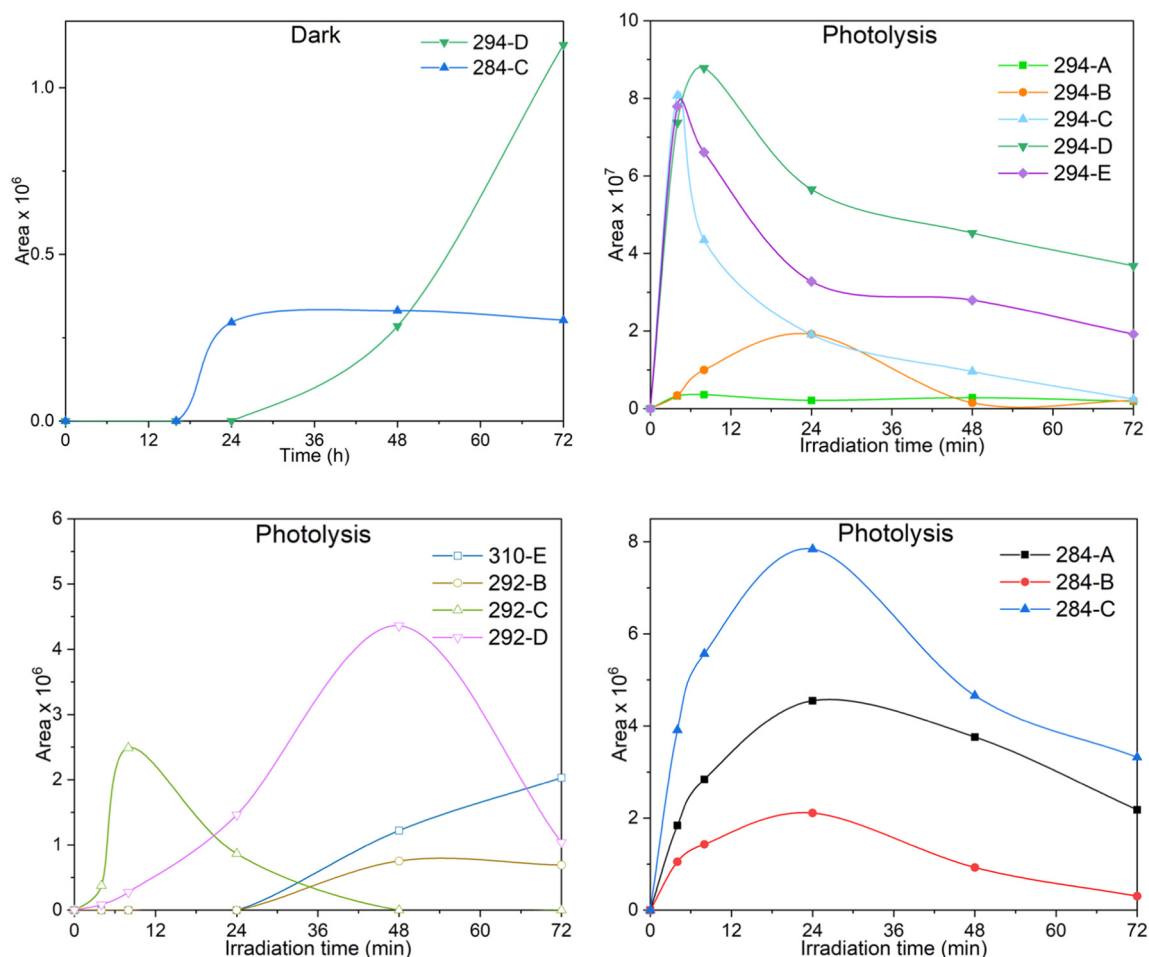 Dark
294-D
284-C
Area x 10⁶
1.0
0.5
0.0
0 12 24 36 48 60 72
Time (h)
Photolysis
294-A
294-B
294-C
294-D
294-E
Area x 10⁷
10
8
6
4
2
0
0 12 24 36 48 60 72
Irradiation time (min)
Photolysis
310-E
292-B
292-C
292-D
Area x 10⁶
6
5
4
3
2
1
0
0 12 24 36 48 60 72
Irradiation time (min)
Photolysis
284-A
284-B
284-C
Area x 10⁶
8
6
4
2
0
0 12 24 36 48 60 72
Irradiation time (min)